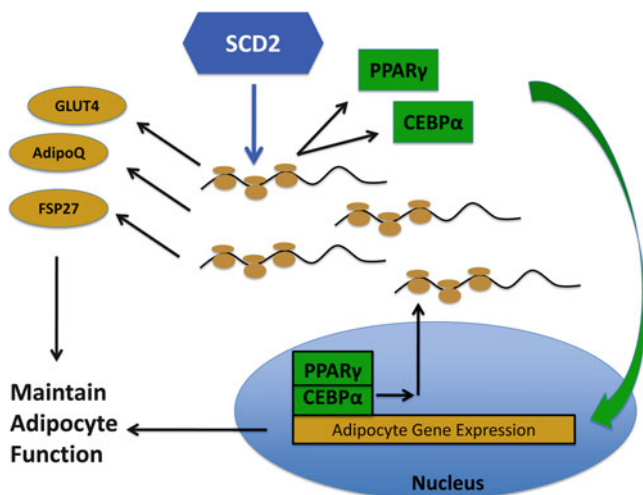 SCD2
PPARγ
CEBPα
GLUT4
AdipoQ
FSP27
PPARγ
CEBPα
Adipocyte Gene Expression
Nucleus
Maintain
Adipocyte
Function